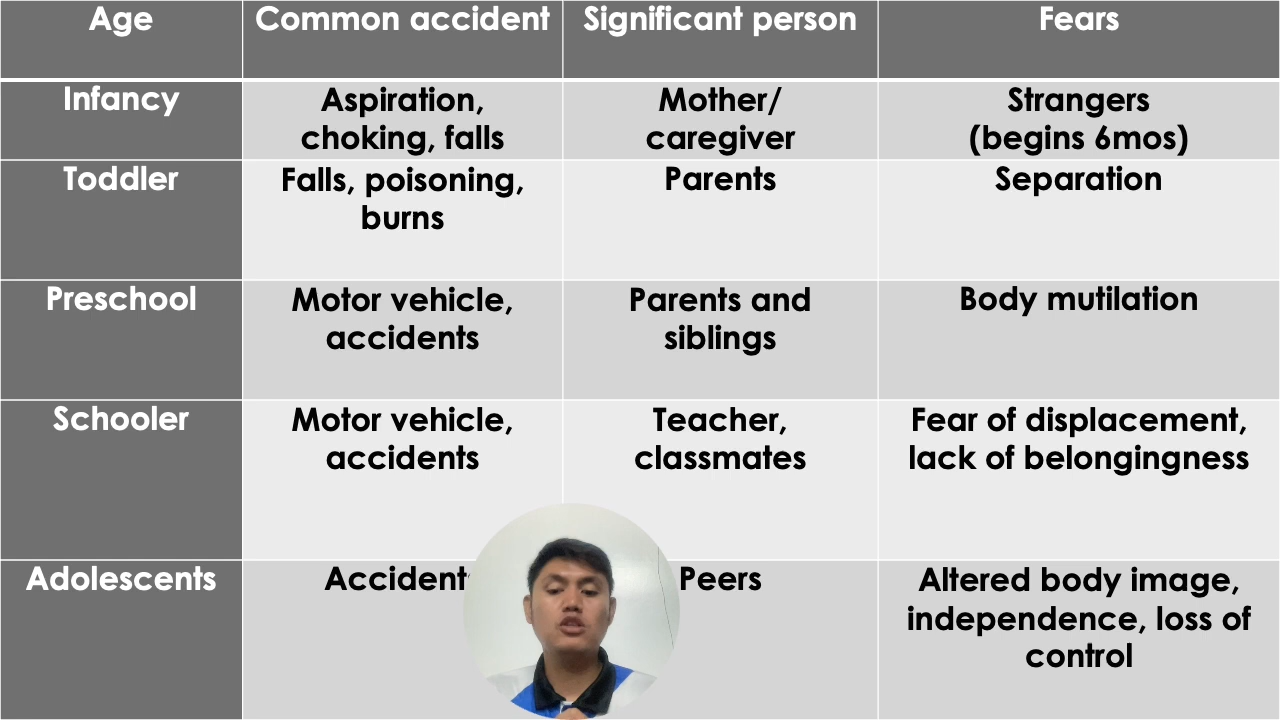 Age
Common accident
Significant person
Fears
Infancy
Aspiration,
choking, falls
Mother/
caregiver
Strangers
(begins 6mos)
Toddler
Falls, poisoning,
burns
Parents
Separation
Preschool
Motor vehicle,
accidents
Parents and
siblings
Body mutilation
Schooler
Motor vehicle,
accidents
Teacher,
classmates
Fear of displacement,
lack of belongingness
Adolescents
Peers
Altered body image,
independence, loss of
control